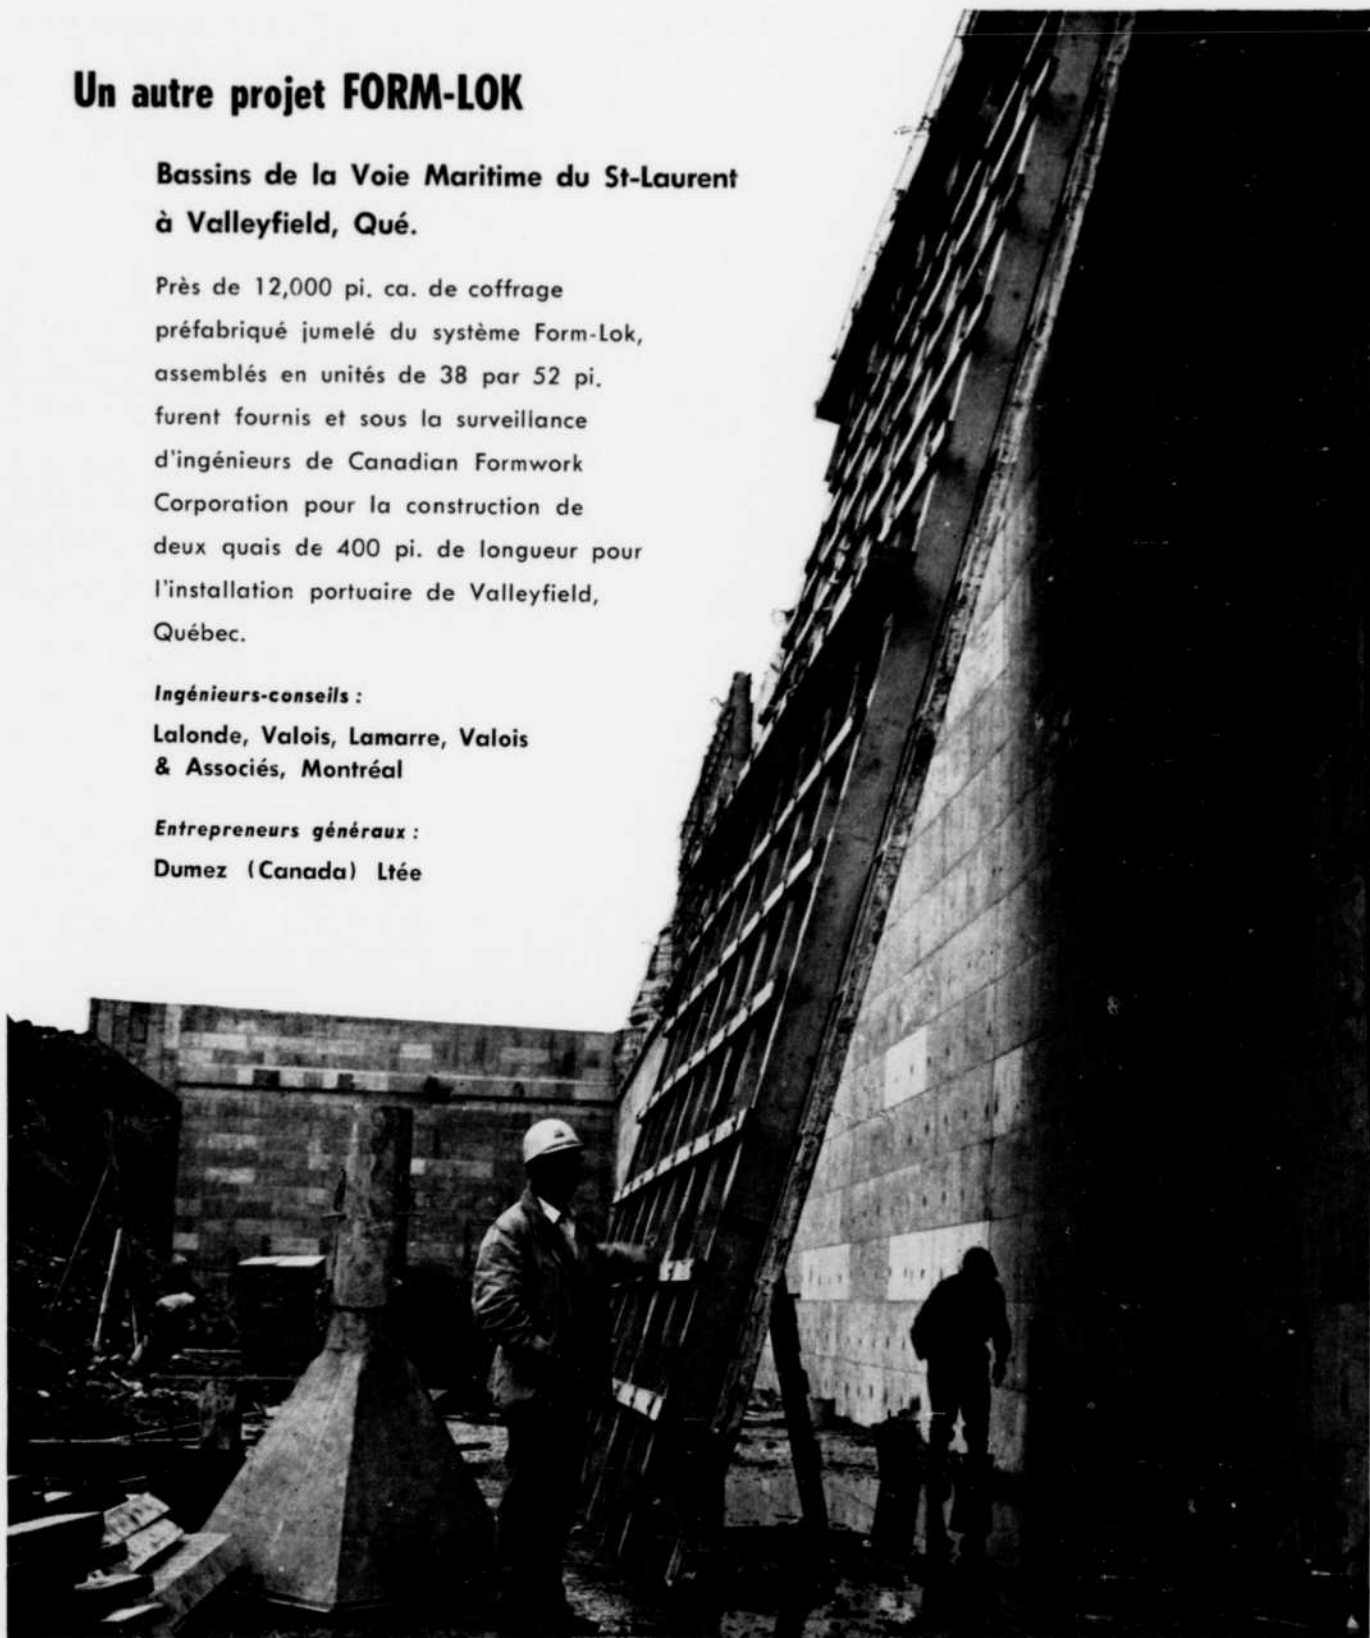 Un autre projet FORM-LOK
Bassins de la Voie Maritime du St-Laurent
à Valleyfield, Qué.
Près de 12,000 pi. ca. de coffrage
préfabriqué jumelé du système Form-Lok,
assemblés en unités de 38 par 52 pi.
furent fournis et sous la surveillance
d'ingénieurs de Canadian Formwork
Corporation pour la construction de
deux quais de 400 pi. de longueur pour
l'installation portuaire de Valleyfield,
Québec.
Ingénieurs-conseils :
Lalonde, Valois, Lamarre, Valois
& Associés, Montréal
Entrepreneurs généraux :
Dumez (Canada) Ltée